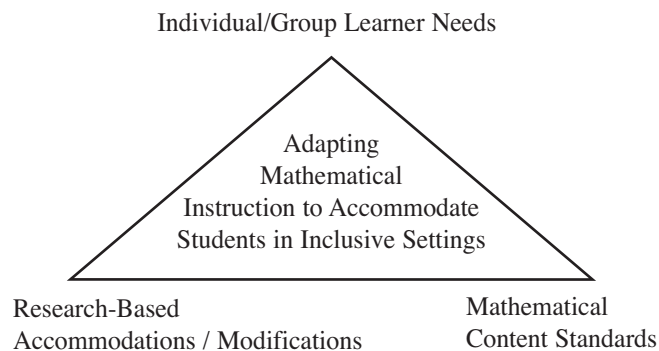 Individual/Group Learner Needs
Adapting
Mathematical
Instruction to Accommodate
Students in Inclusive Settings
Research-Based
Accommodations / Modifications
Mathematical
Content Standards